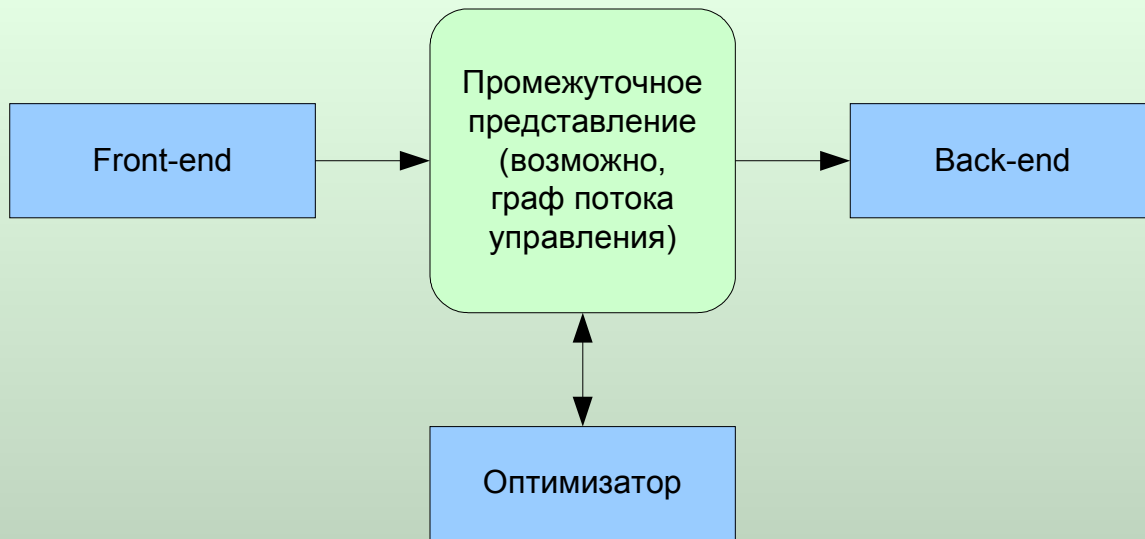 Front-end
Промежуточное
представление
(возможно,
граф потока
управления)
Back-end
Оптимизатор